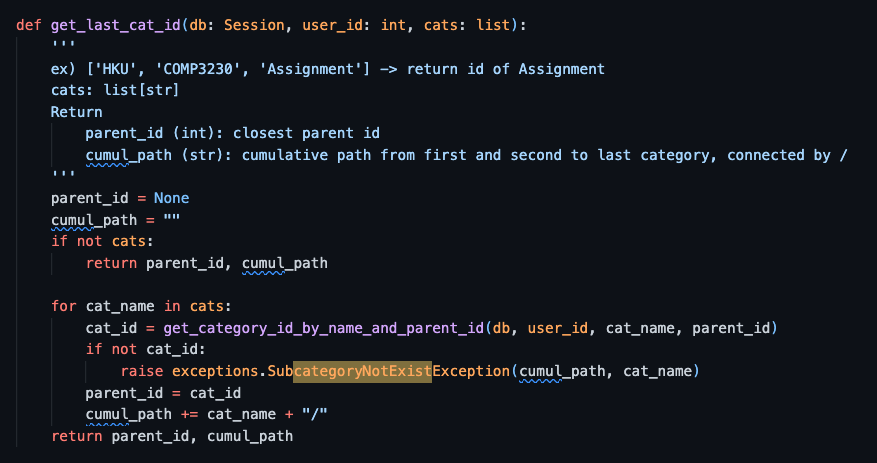 def get_last_cat_id(db: Session, user_id: int, cats: list):
    '''
    ex) ['HKU', 'COMP3230', 'Assignment'] -> return id of Assignment
    cats: list[str]
    Return
        parent_id (int): closest parent id
        cumul_path (str): cumulative path from first and second to last category, connected by /
    '''
    parent_id = None
    cumul_path = ""
    if not cats:
        return parent_id, cumul_path

    for cat_name in cats:
        cat_id = get_category_id_by_name_and_parent_id(db, user_id, cat_name, parent_id)
        if not cat_id:
            raise exceptions.SubcategoryNotExistException(cumul_path, cat_name)
        parent_id = cat_id
        cumul_path += cat_name + "/"
    return parent_id, cumul_path